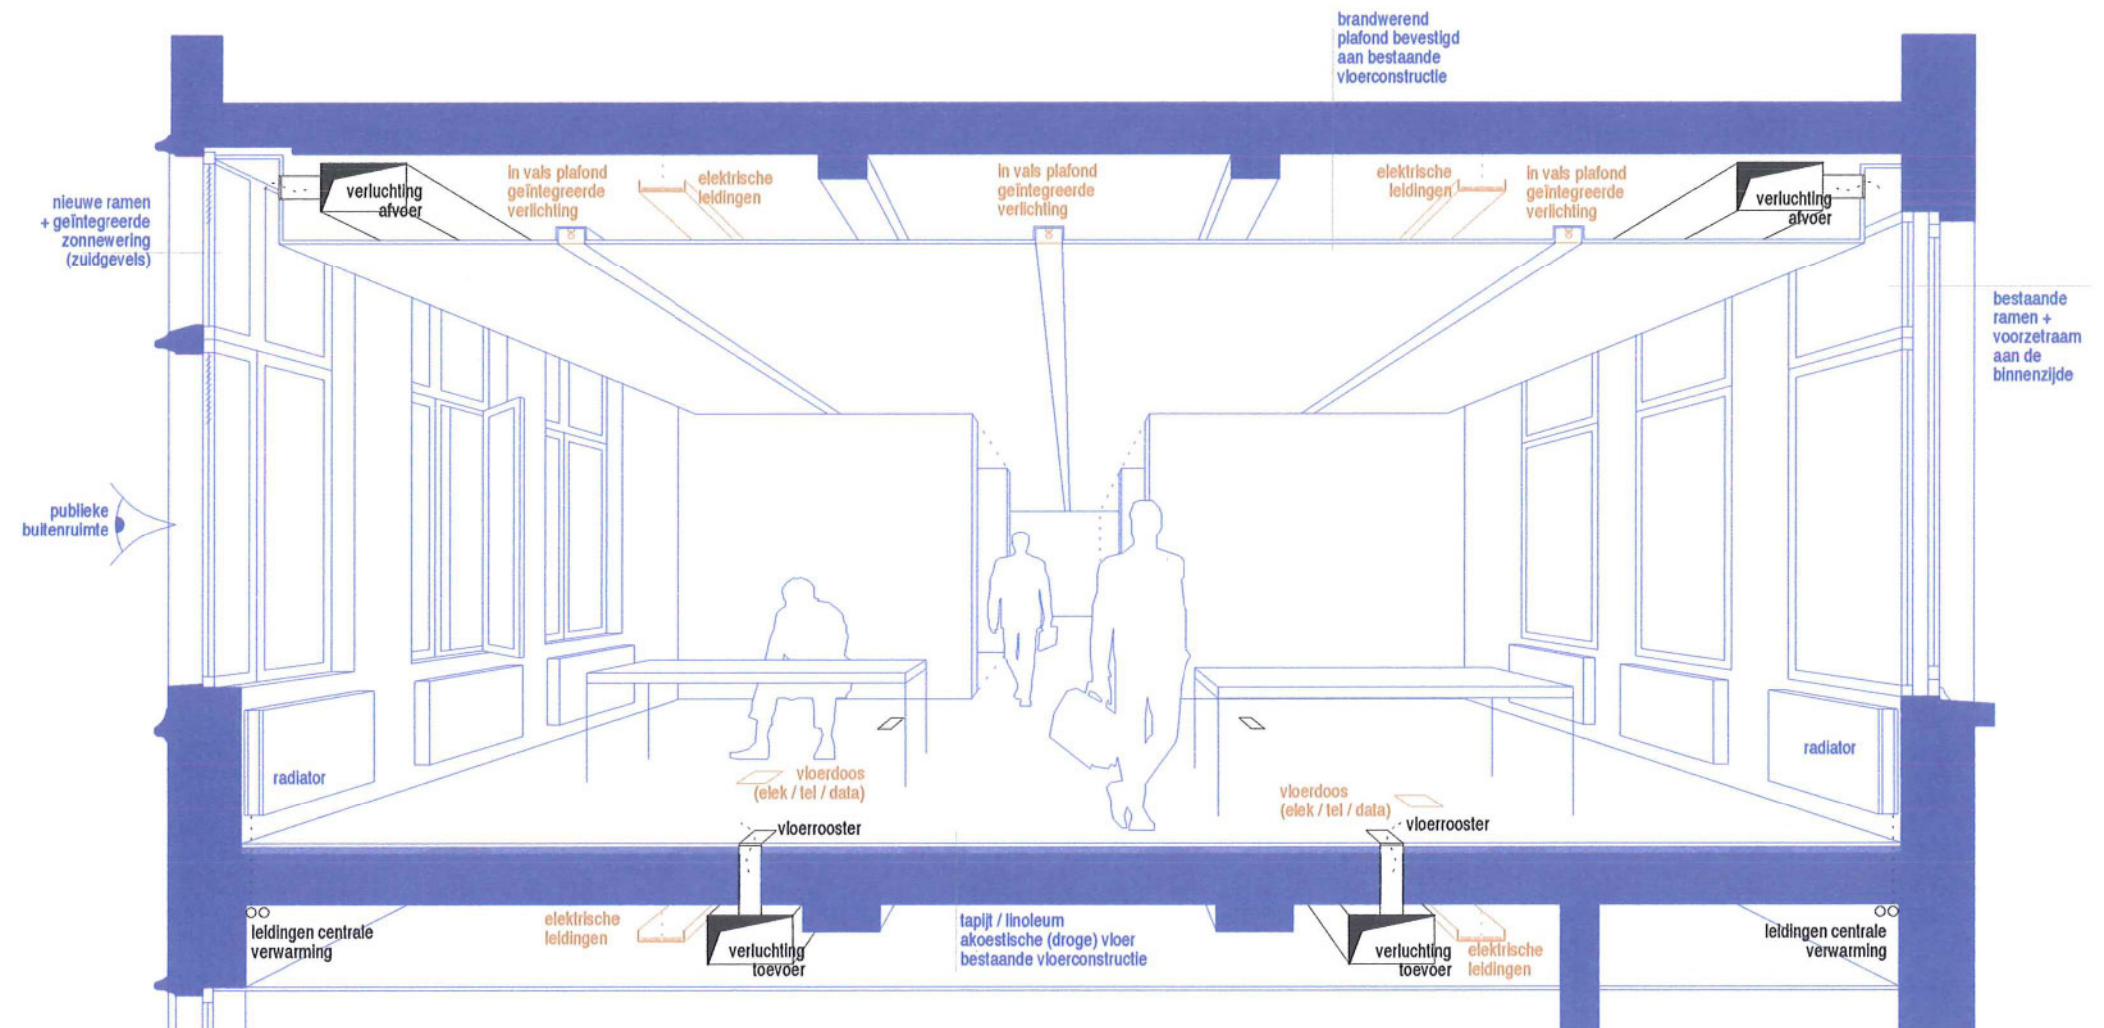 brandwerend
plafond bevestigd
aan bestaande
vloerconstructie
nieuwe ramen
+ geïntegreerde
zonnewering
(zuidgevels)
verluchting
afvoer
In vals plafond
geïntegreerde
verlichting
elektrische
leidingen
In vals plafond
geïntegreerde
verlichting
elektrische
leidingen
In vals plafond
geïntegreerde
verlichting
verluchting
afvoer
bestaande
ramen +
voorzetraam
aan de
binnenzijde
publieke
buitenruimte
radiator
vloerdoos
(elek / tel / data)
vloerrooster
vloerdoos
(elek / tel / data)
vloerrooster
radiator
leidingen centrale
verwarming
elektrische
leidingen
verluchting
toevoer
tapijt / linoleum
akoestische (droge) vloer
bestaande vloerconstructie
verluchting
toevoer
elektrische
leidingen
leidingen centrale
verwarming